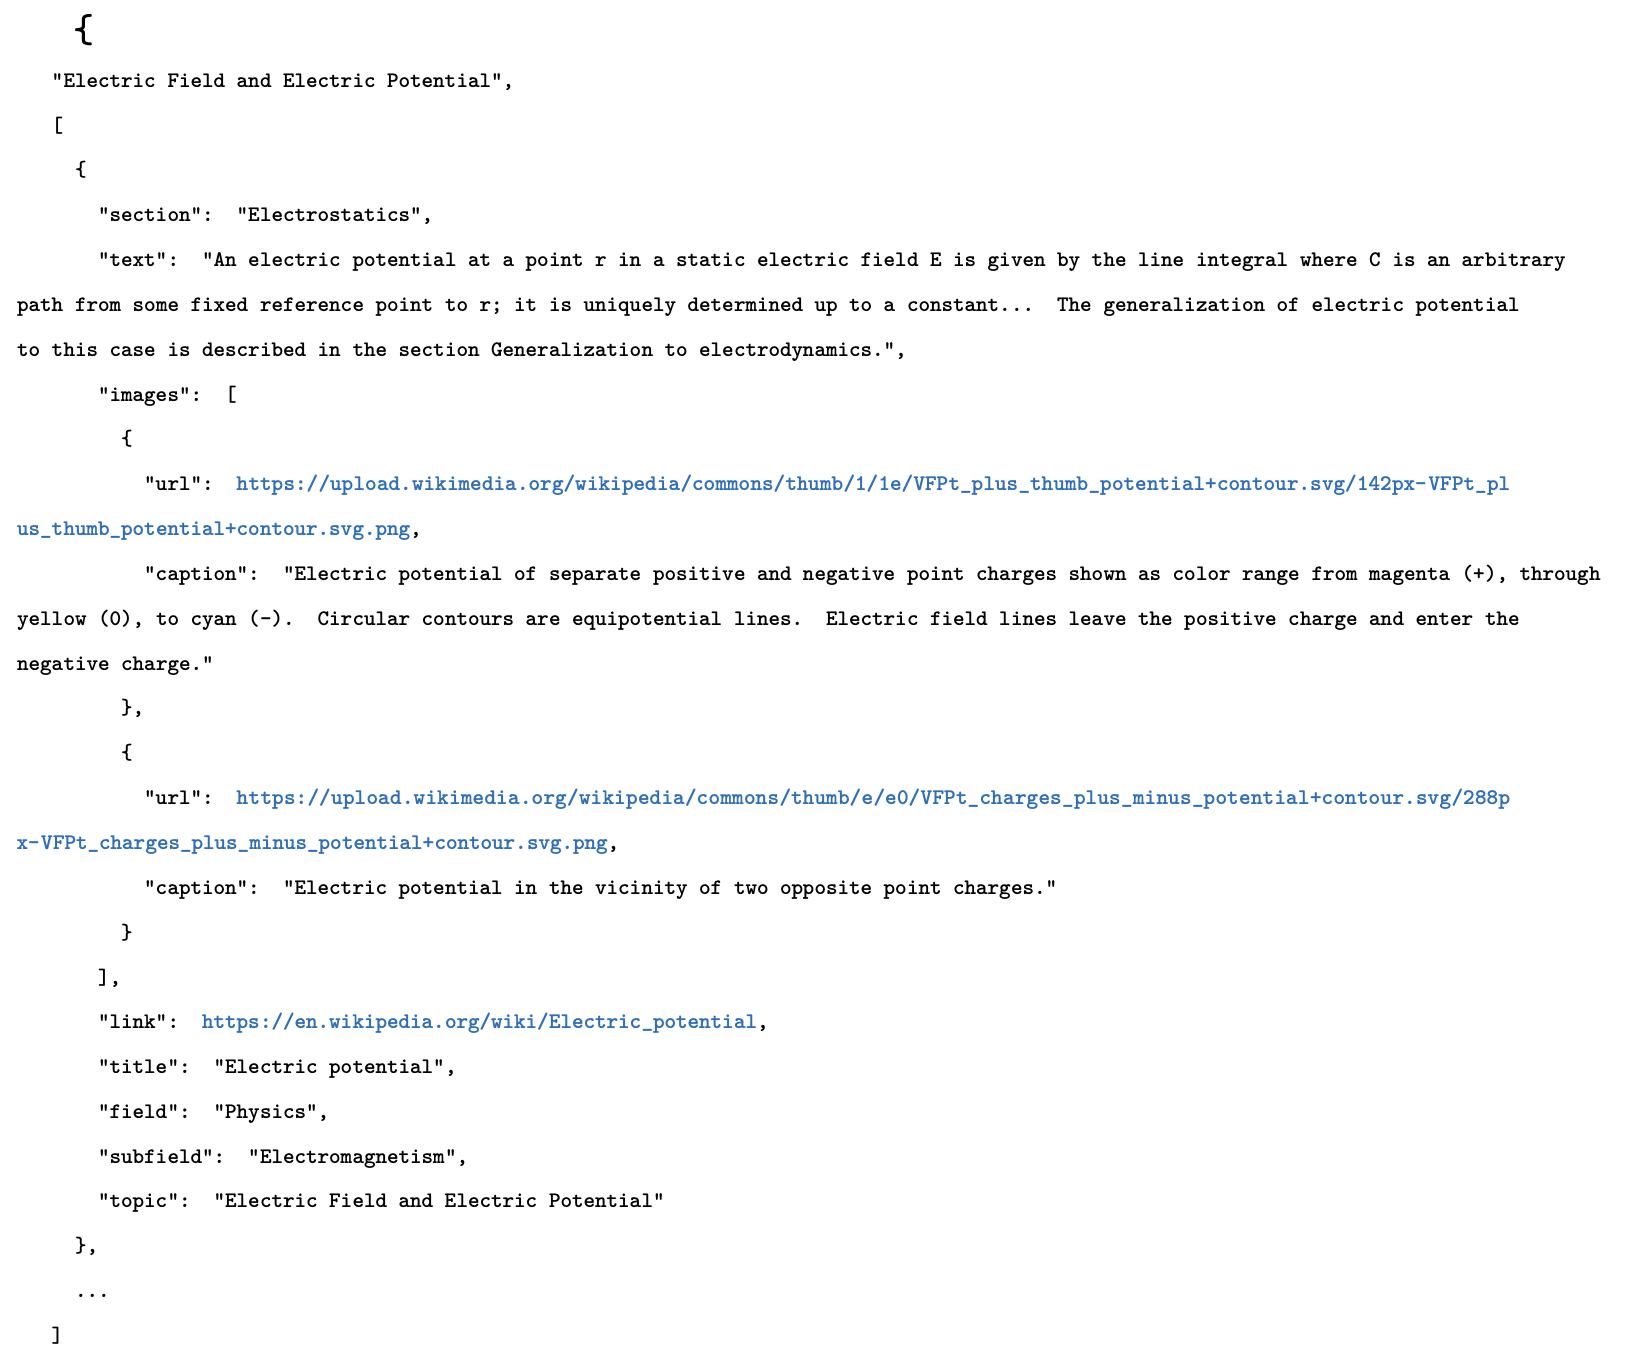 {
"Electric Field and Electric Potential",
[
{
"section": "Electrostatics",
"text": "An electric potential at a point r in a static electric field E is given by the line integral where C is an arbitrary
path from some fixed reference point to r; it is uniquely determined up to a constant... The generalization of electric potential
to this case is described in the section Generalization to electrodynamics.",
"images": [
{
"url": https://upload.wikimedia.org/wikipedia/commons/thumb/1/1e/VFPt_plus_thumb_potential+contour.svg/142px-VFPt_pl
us_thumb_potential+contour.svg.png,
"caption": "Electric potential of separate positive and negative point charges shown as color range from magenta (+), through
yellow (0), to cyan (-). Circular contours are equipotential lines. Electric field lines leave the positive charge and enter the
negative charge."
},
{
"url": https://upload.wikimedia.org/wikipedia/commons/thumb/e/e0/VFPt_charges_plus_minus_potential+contour.svg/288p
x-VFPt_charges_plus_minus_potential+contour.svg.png,
"caption": "Electric potential in the vicinity of two opposite point charges."
}
],
"link": https://en.wikipedia.org/wiki/Electric_potential,
"title": "Electric potential",
"field": "Physics",
"subfield": "Electromagnetism",
"topic": "Electric Field and Electric Potential"
},
...
]